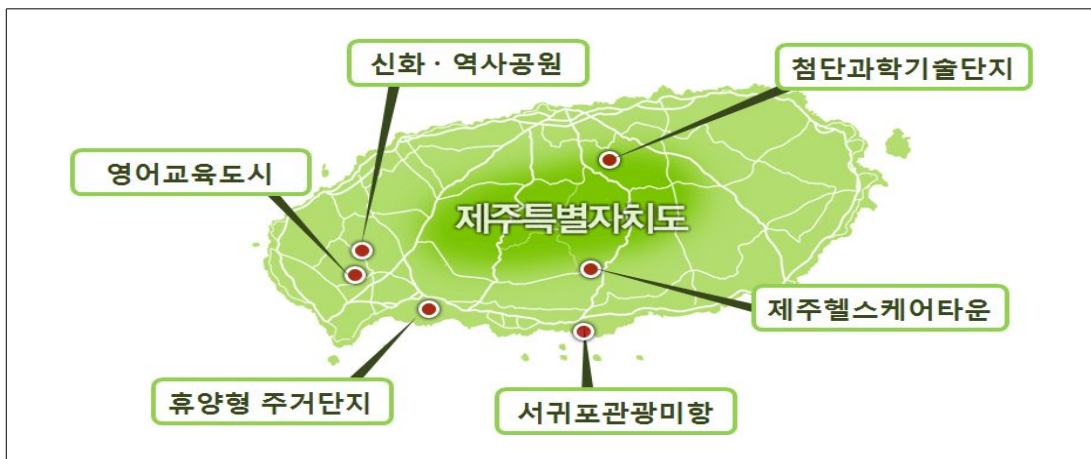 신화 · 역사공원
첨단과학기술단지
영어교육도시
제주특별자치도
제주헬스케어타운
휴양형 주거단지
서귀포관광미항